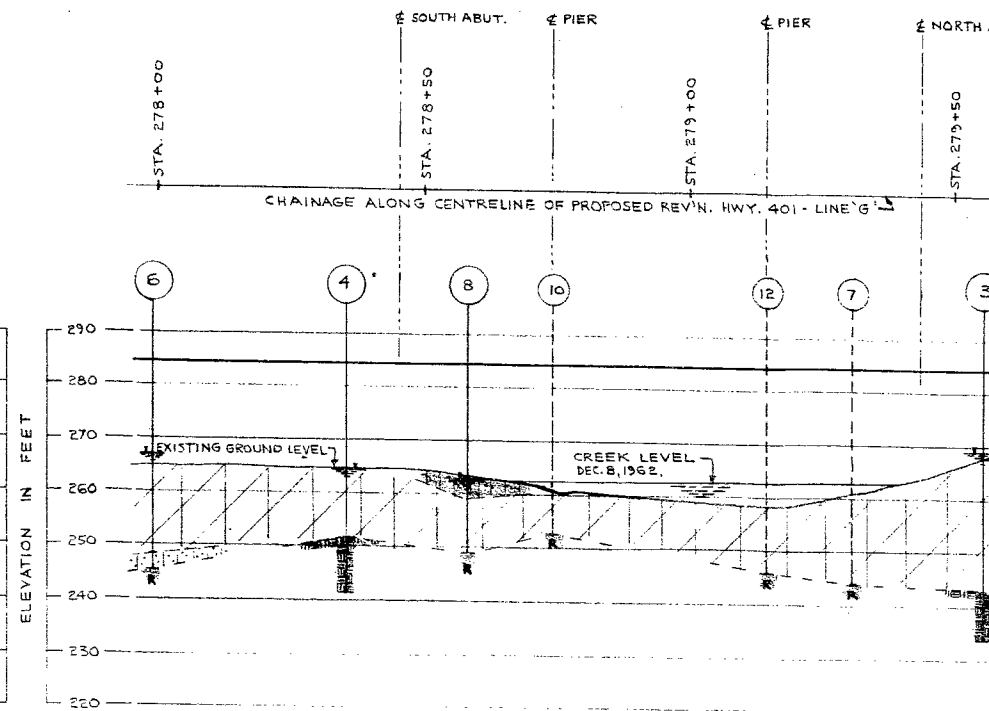 ℄ SOUTH ABUT.
℄ PIER
℄ PIER
℄ NORTH
STA. 278+00
STA. 278+50
STA. 279+00
STA. 279+50
CHAINAGE ALONG CENTRELINE OF PROPOSED REV'N. HWY. 401 - LINE 'G'
6
4
8
10
12
7
3
ELEVATION IN FEET
290
280
270
260
250
240
230
220
EXISTING GROUND LEVEL
CREEK LEVEL
DEC. 8, 1962.
R
R
R
R
R